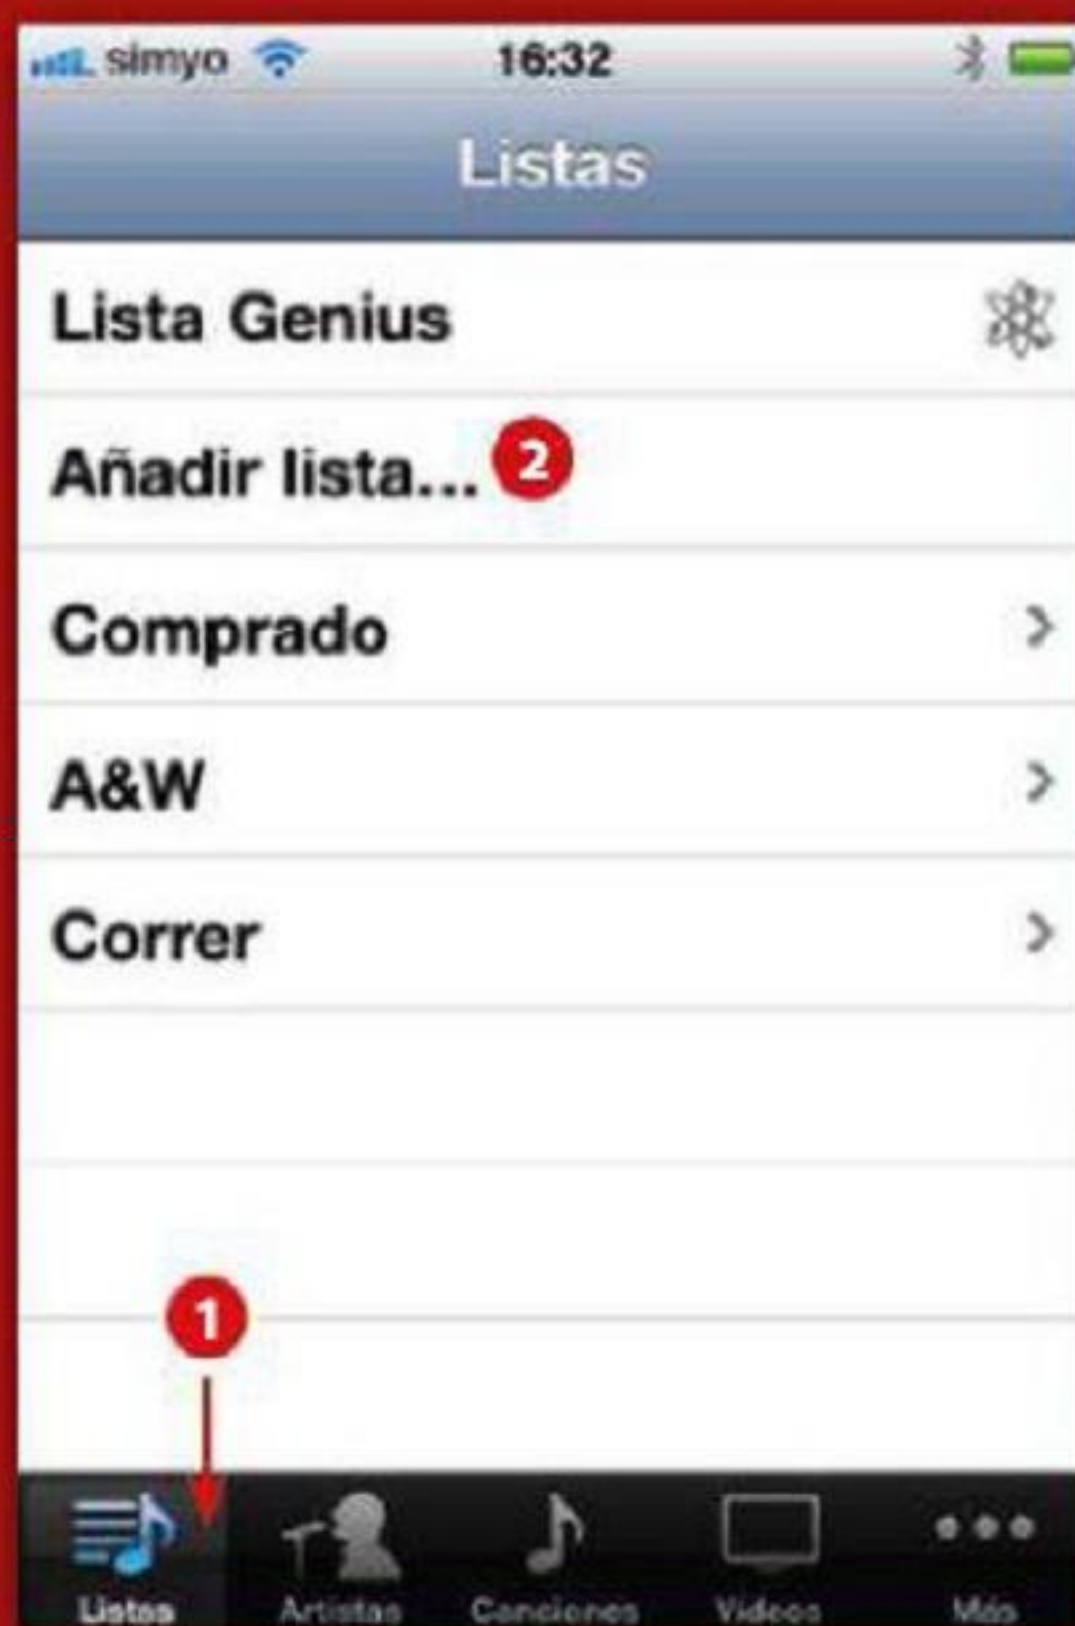 simyo 16:32
Listas
Lista Genius
Añadir lista... 2
Comprado
A&W
Correr
1
Listas Artistas Canciones Vídeos Más